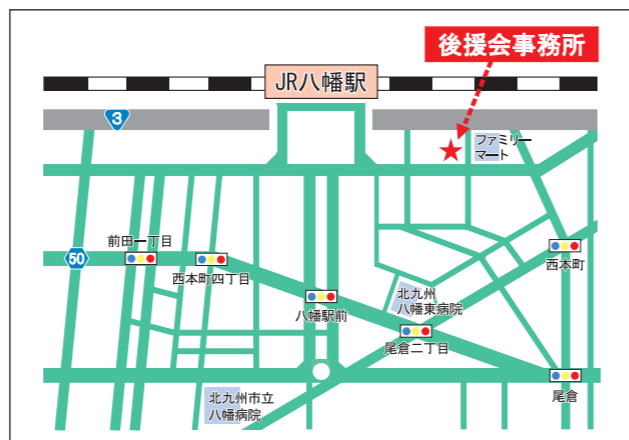 後援会事務所
JR八幡駅
3
ファミリー
マート
前田一丁目
50
西本町四丁目
西本町
北九州
八幡東病院
八幡駅前
尾倉二丁目
北九州市立
八幡病院
尾倉